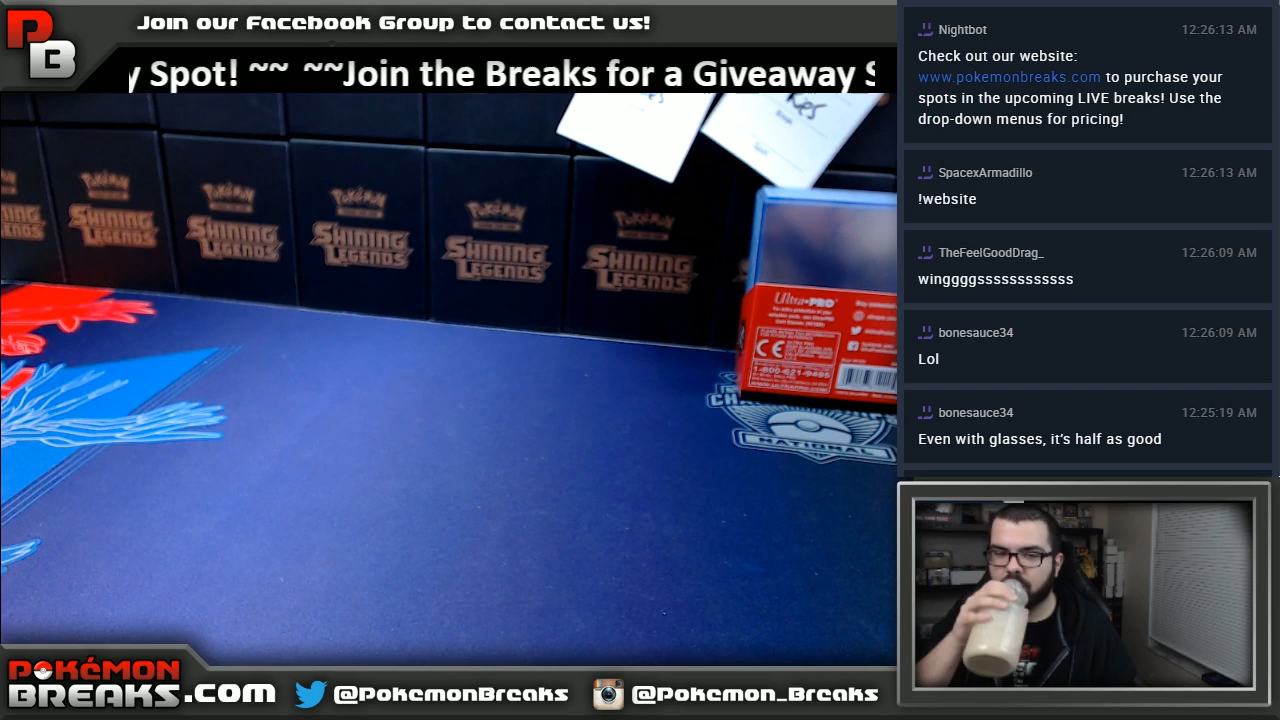 Join our Facebook Group to contact us!
PB
y Spot! ~~ ~~Join the Breaks for a Giveaway S
Nightbot 12:26:13 AM
Check out our website:
www.pokemonbreaks.com to purchase your
spots in the upcoming LIVE breaks! Use the
drop-down menus for pricing!
SpacexArmadillo 12:26:13 AM
!website
TheFeelGoodDrag_ 12:26:09 AM
winggggssssssssssss
bonesauce34 12:26:09 AM
Lol
bonesauce34 12:25:19 AM
Even with glasses, it's half as good
Pokémon
Shining
Legends
Pokémon
Shining
Legends
Pokémon
Shining
Legends
Pokémon
Shining
Legends
Pokémon
Shining
Legends
Break
Ultra•PRO
CE
1-800-621-9495
NATIONAL
POKéMON
BREAKS.com
@PokemonBreaks
@Pokemon_Breaks